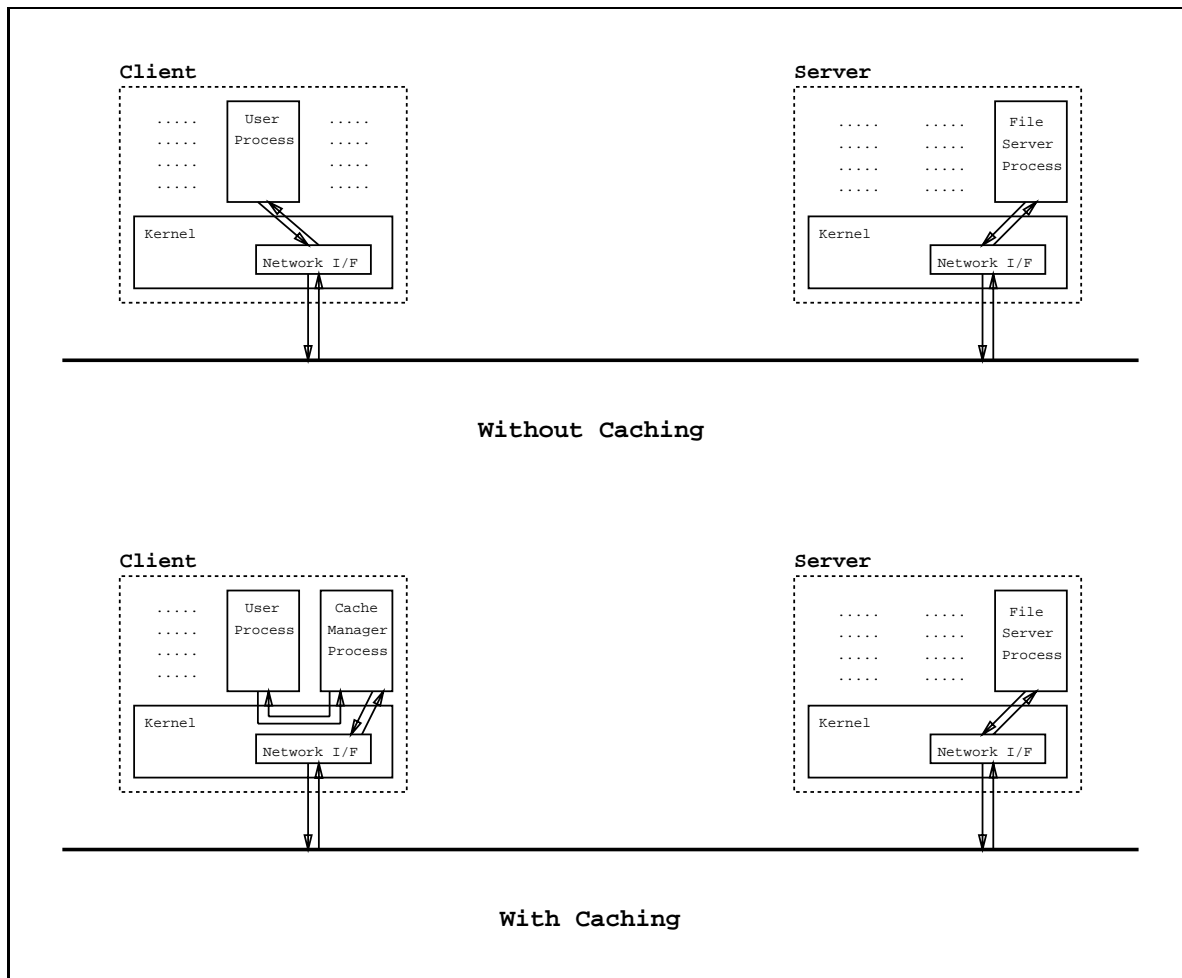 Client
Server
.....
User
.....
.....
.....
File
.....
Process
.....
.....
.....
Server
.....
.....
.....
.....
Process
.....
.....
.....
.....
Kernel
Kernel
Network I/F
Network I/F
Without Caching
Client
Server
.....
User
Cache
.....
.....
File
.....
Process
Manager
.....
.....
Server
.....
Process
.....
.....
Process
.....
.....
.....
Kernel
Kernel
Network I/F
Network I/F
With Caching